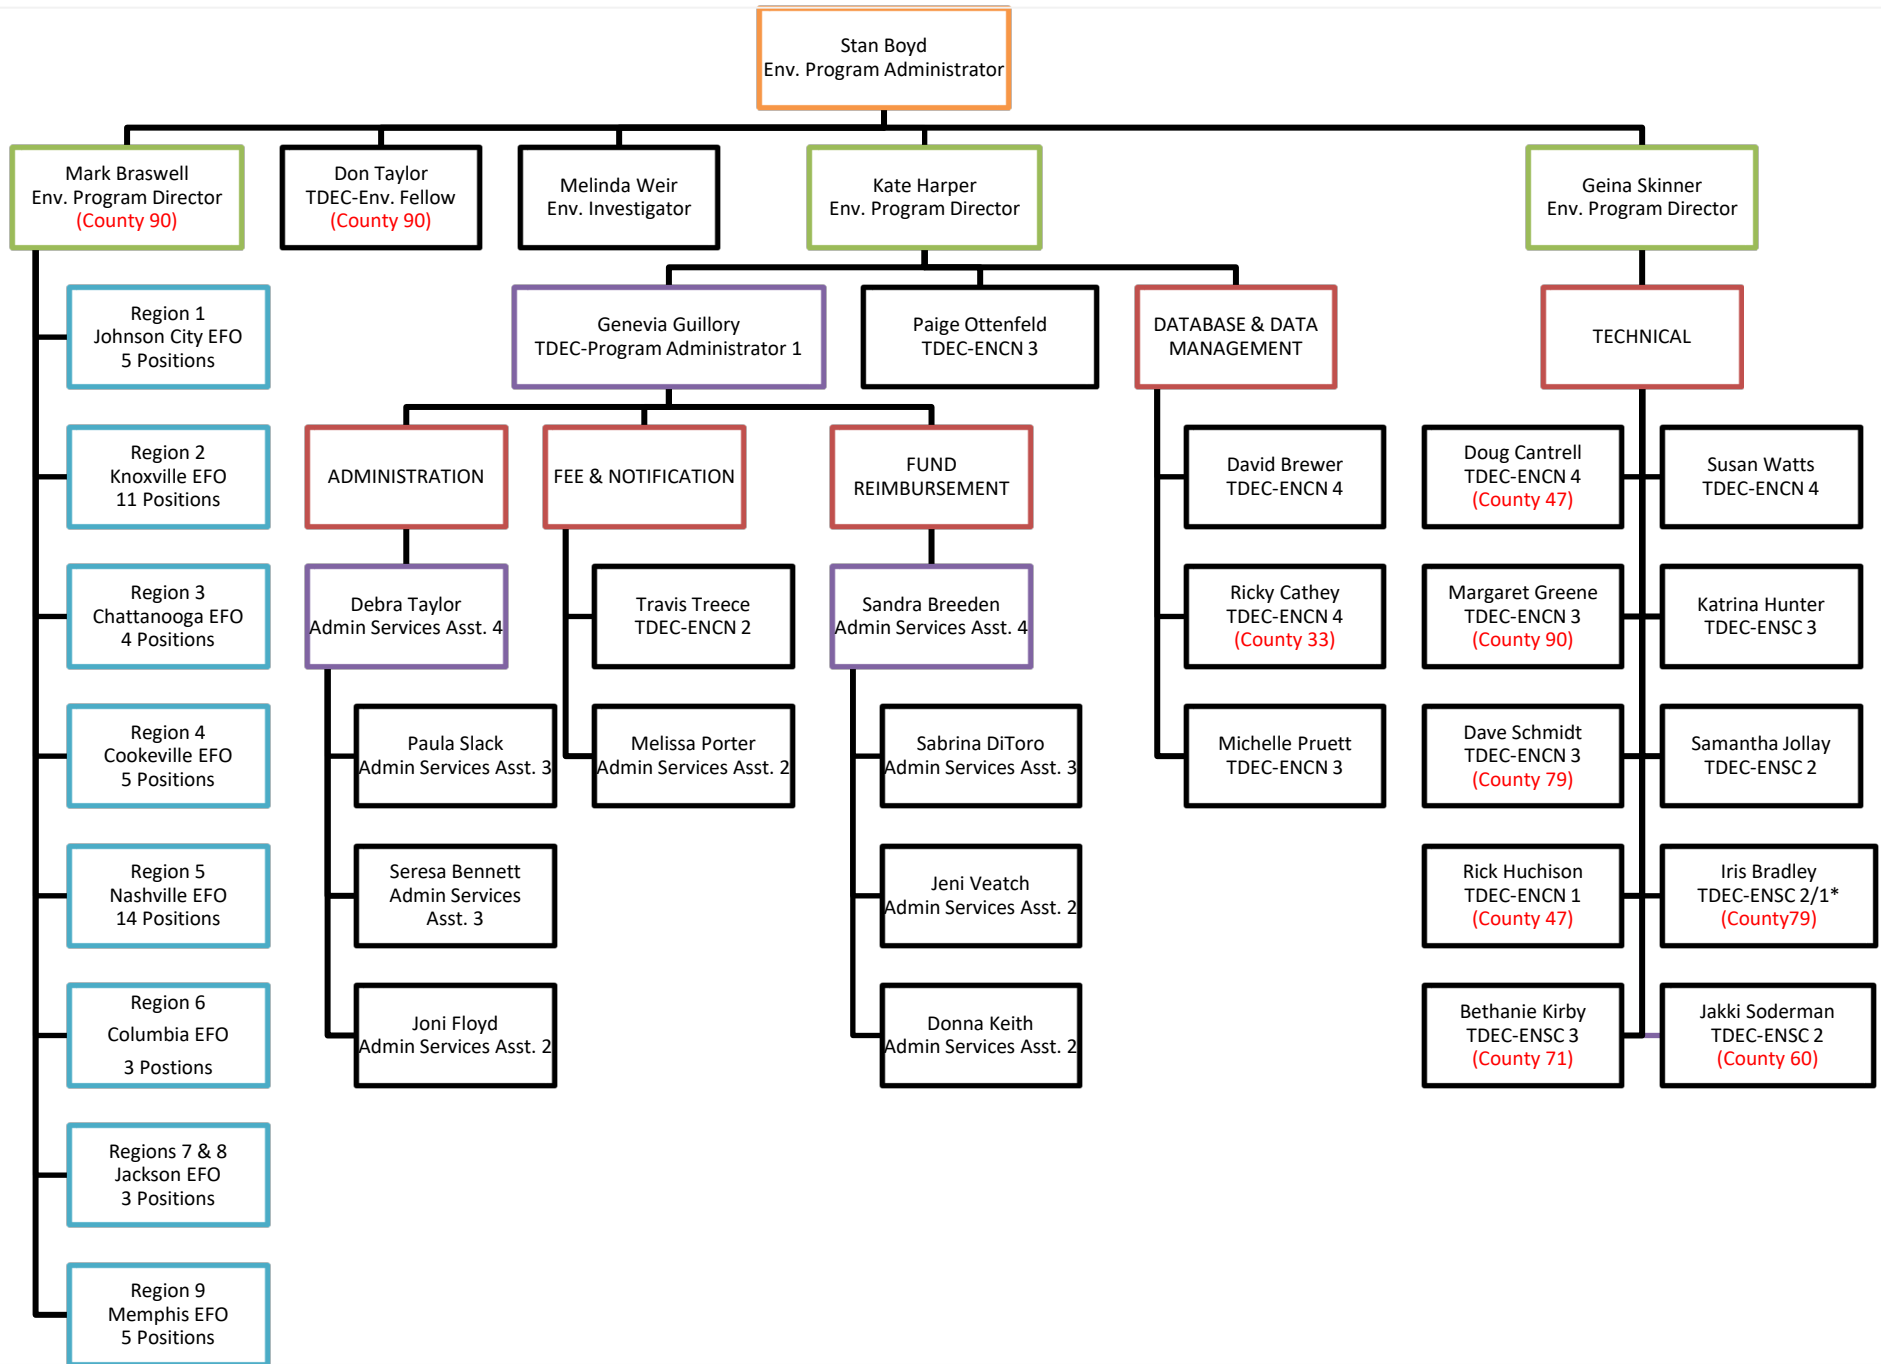 Stan Boyd
Env. Program Administrator
Mark Braswell
Env. Program Director
(County 90)
Don Taylor
TDEC-Env. Fellow
(County 90)
Melinda Weir
Env. Investigator
Kate Harper
Env. Program Director
Geina Skinner
Env. Program Director
Region 1
Johnson City EFO
5 Positions
Region 2
Knoxville EFO
11 Positions
Region 3
Chattanooga EFO
4 Positions
Region 4
Cookeville EFO
5 Positions
Region 5
Nashville EFO
14 Positions
Region 6
Columbia EFO
3 Postions
Regions 7 & 8
Jackson EFO
3 Positions
Region 9
Memphis EFO
5 Positions
Genevia Guillory
TDEC-Program Administrator 1
Paige Ottenfeld
TDEC-ENCN 3
DATABASE & DATA
MANAGEMENT
TECHNICAL
ADMINISTRATION
FEE & NOTIFICATION
FUND
REIMBURSEMENT
Debra Taylor
Admin Services Asst. 4
Paula Slack
Admin Services Asst. 3
Seresa Bennett
Admin Services
Asst. 3
Joni Floyd
Admin Services Asst. 2
Travis Treece
TDEC-ENCN 2
Melissa Porter
Admin Services Asst. 2
Sandra Breeden
Admin Services Asst. 4
Sabrina DiToro
Admin Services Asst. 3
Jeni Veatch
Admin Services Asst. 2
Donna Keith
Admin Services Asst. 2
David Brewer
TDEC-ENCN 4
Ricky Cathey
TDEC-ENCN 4
(County 33)
Michelle Pruett
TDEC-ENCN 3
Doug Cantrell
TDEC-ENCN 4
(County 47)
Susan Watts
TDEC-ENCN 4
Margaret Greene
TDEC-ENCN 3
(County 90)
Katrina Hunter
TDEC-ENSC 3
Dave Schmidt
TDEC-ENCN 3
(County 79)
Samantha Jollay
TDEC-ENSC 2
Rick Huchison
TDEC-ENCN 1
(County 47)
Iris Bradley
TDEC-ENSC 2/1*
(County79)
Bethanie Kirby
TDEC-ENSC 3
(County 71)
Jakki Soderman
TDEC-ENSC 2
(County 60)